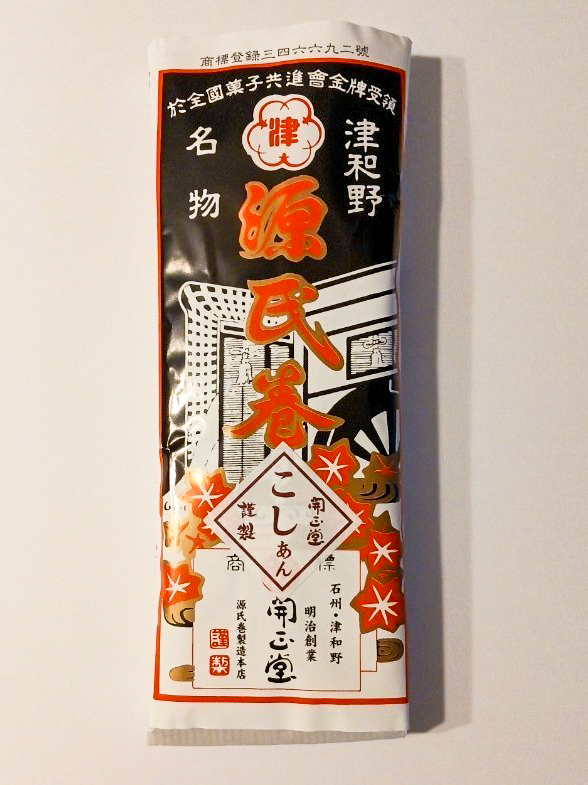 商標登録三四六六九二號
於全國菓子共進會金牌受領
津和野
名物
津
源氏巻
開正堂
こしあん
謹製
商標
石州・津和野
明治創業
開正堂
源氏巻製造本店
謹製